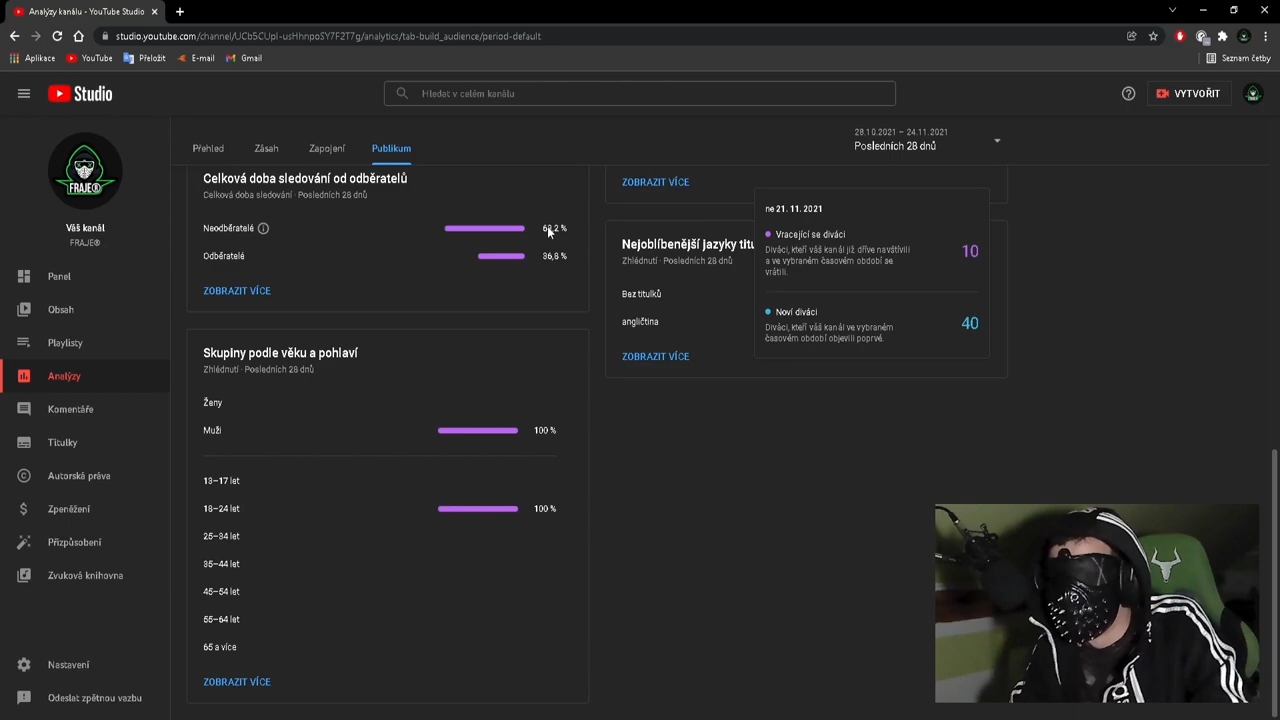 Analýzy kanálu - YouTube Studio
studio.youtube.com/channel/UCb5CUpI-usHhnpoSY7F2T7g/analytics/tab-build_audience/period-default
Aplikace
YouTube
Přeložit
E-mail
Gmail
Seznam četby
Studio
Hledat v celém kanálu
VYTVOŘIT
FRAJE®
Váš kanál
FRAJE®
Panel
Obsah
Playlisty
Analýzy
Komentáře
Titulky
Autorská práva
Zpeněžení
Přizpůsobení
Zvuková knihovna
Nastavení
Odeslat zpětnou vazbu
Přehled
Zásah
Zapojení
Publikum
28.10.2021 – 24.11.2021
Posledních 28 dnů
Celková doba sledování od odběratelů
Celková doba sledování · Posledních 28 dnů
Neodběratelé
Odběratelé
36,8 %
ZOBRAZIT VÍCE
Skupiny podle věku a pohlaví
Zhlédnutí · Posledních 28 dnů
Ženy
Muži
100 %
13–17 let
18–24 let
100 %
25–34 let
35–44 let
45–54 let
55–64 let
65 a více
ZOBRAZIT VÍCE
ZOBRAZIT VÍCE
Nejoblíbenější jazyky titu
Zhlédnutí · Posledních 28 dnů
Bez titulků
angličtina
ZOBRAZIT VÍCE
ne 21. 11. 2021
Vracející se diváci
Diváci, kteří váš kanál již dříve navštívili
a ve vybraném časovém období se
vrátili.
10
Noví diváci
Diváci, kteří váš kanál ve vybraném
časovém období objevili poprvé.
40